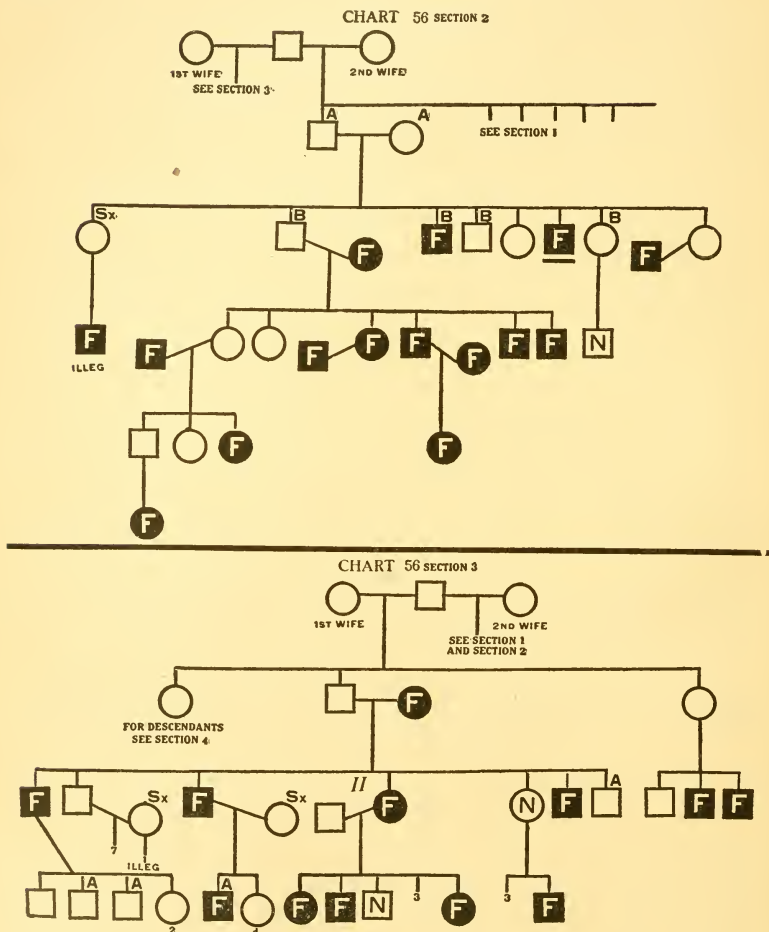 CHART 56 SECTION 2
1ST WIFE
2ND WIFE
SEE SECTION 3
A A
SEE SECTION 1
Sx B B B B
F F F F
F F F F F F F N
ILLEG
F F
F
CHART 56 SECTION 3
1ST WIFE
2ND WIFE
SEE SECTION 1
AND SECTION 2
F
FOR DESCENDANTS
SEE SECTION 4
II
F Sx F Sx F N F A F F
7 ILLEG
A A A F F F N 3 F 3 F
2